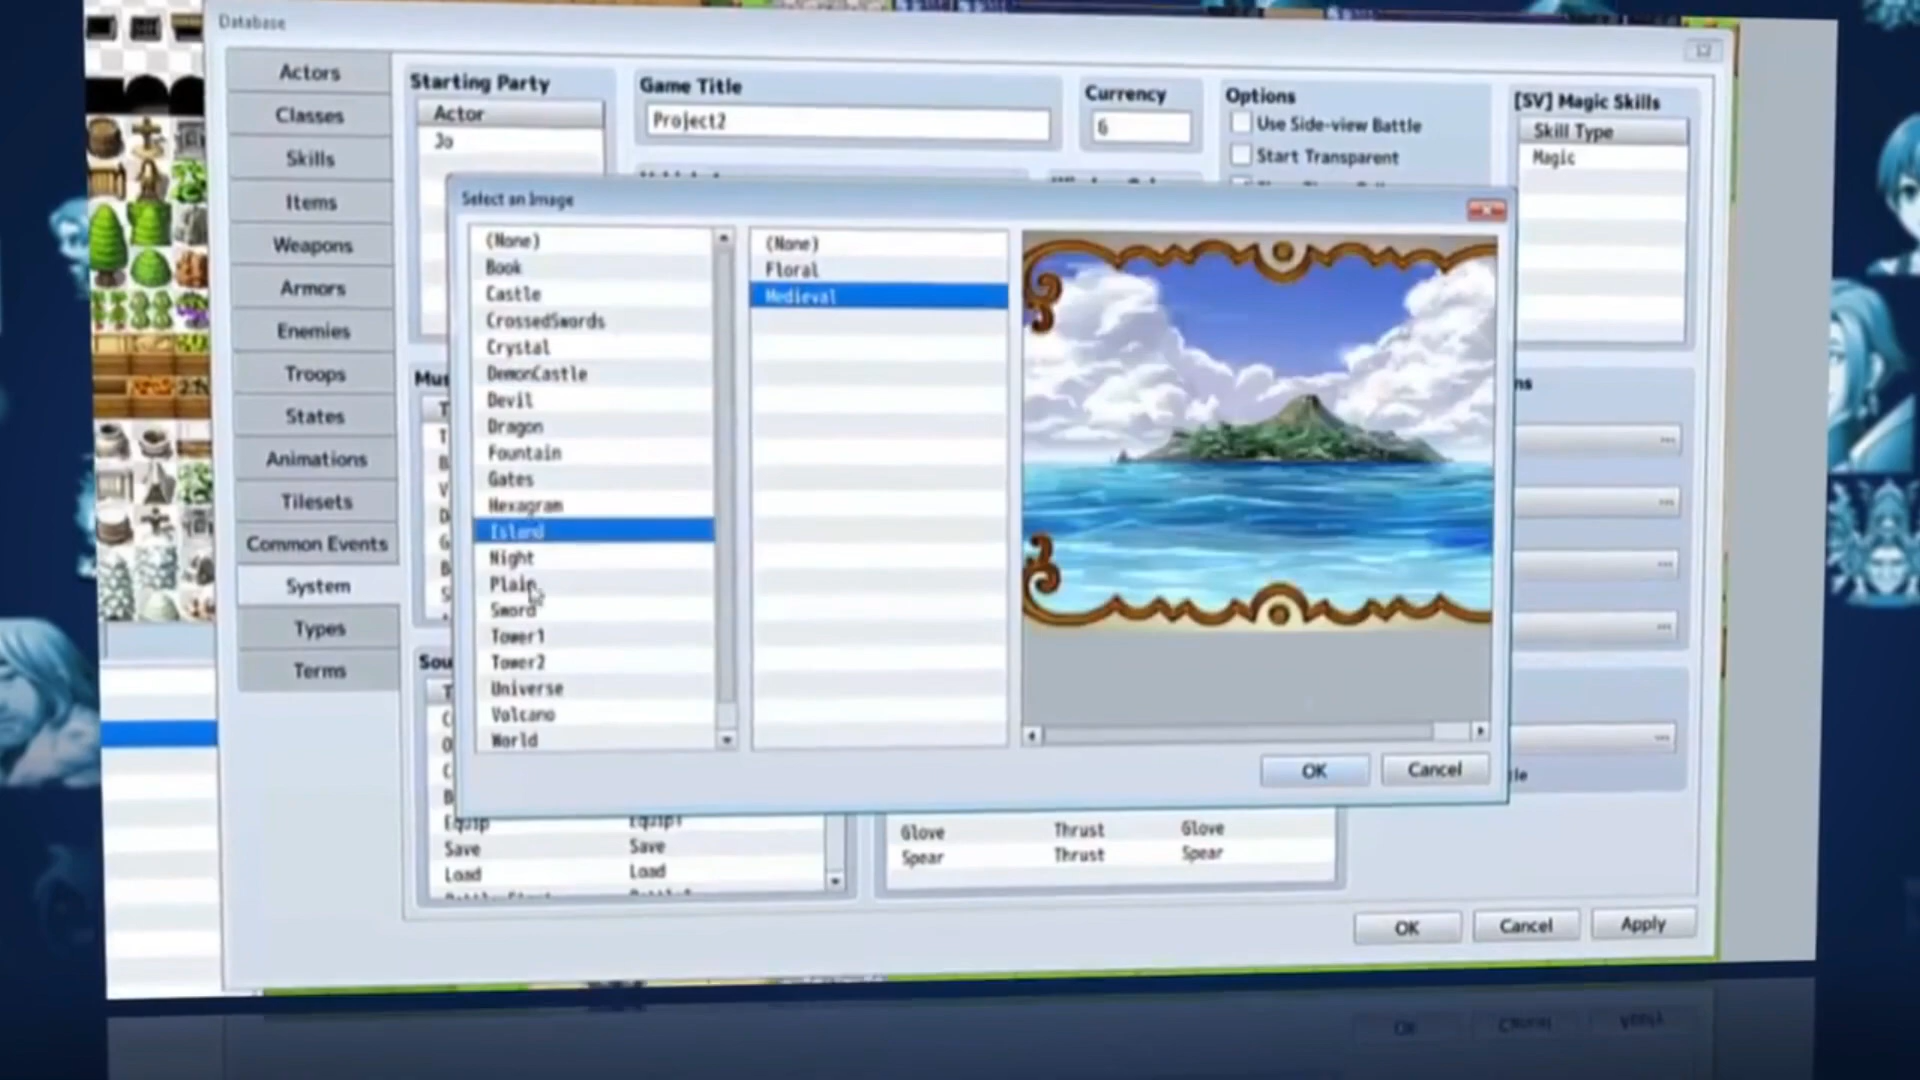 Database
Actors
Classes
Skills
Items
Weapons
Armors
Enemies
Troops
States
Animations
Tilesets
Common Events
System
Types
Terms
Starting Party
Actor
Jo
Game Title
Project2
Currency
G
Options
Use Side-view Battle
Start Transparent
[SV] Magic Skills
Skill Type
Magic
Select an Image
(None)
Book
Castle
CrossedSwords
Crystal
DemonCastle
Devil
Dragon
Fountain
Gates
Hexagram
Island
Night
Plain
Sword
Tower1
Tower2
Universe
Volcano
World
(None)
Floral
Medieval
OK
Cancel
Equip Equip1
Save Save
Load Load
Glove Thrust Glove
Spear Thrust Spear
OK
Cancel
Apply